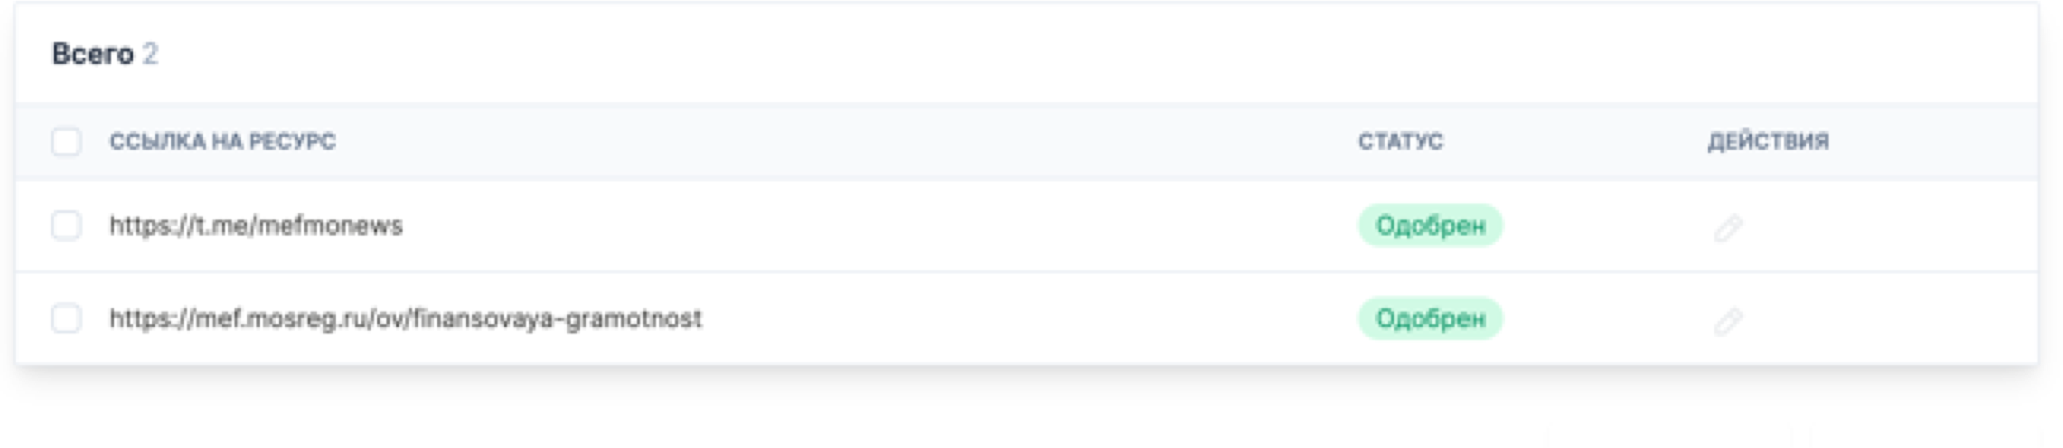 Всего 2
ССЫЛКА НА РЕСУРС СТАТУС ДЕЙСТВИЯ
https://t.me/mefmonews Одобрен
https://mef.mosreg.ru/ov/finansovaya-gramotnost Одобрен